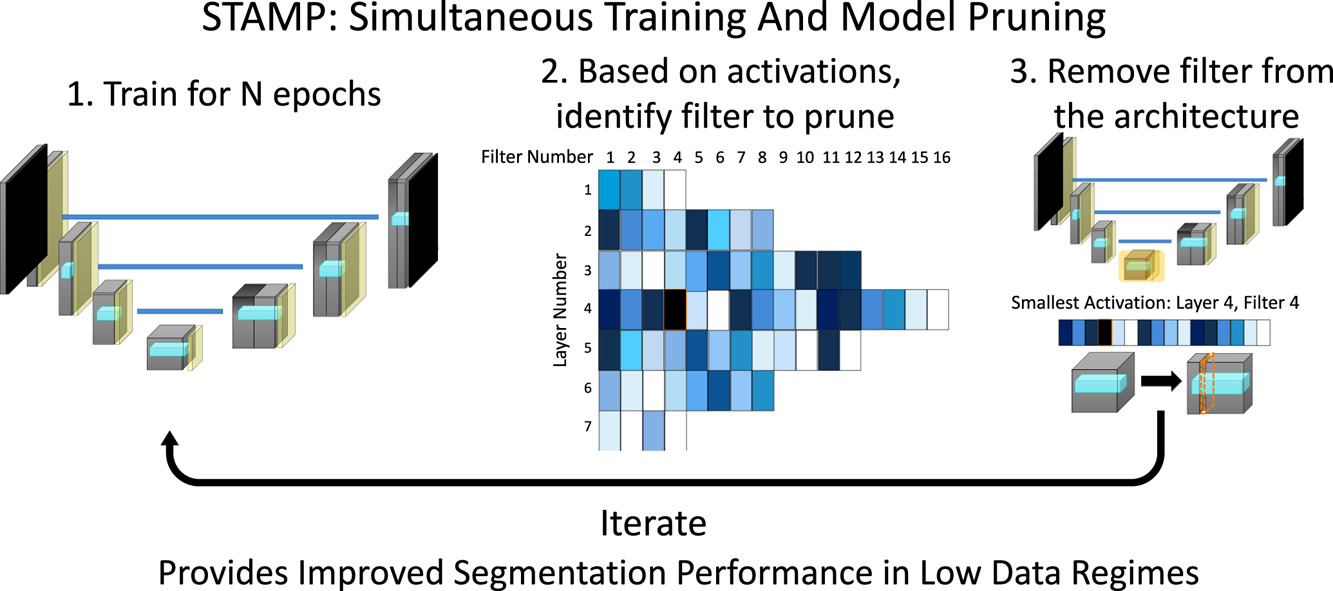 STAMP: Simultaneous Training And Model Pruning
1. Train for N epochs
2. Based on activations,
identify filter to prune
Filter Number 1 2 3 4 5 6 7 8 9 10 11 12 13 14 15 16
Layer Number
1
2
3
4
5
6
7
3. Remove filter from
the architecture
Smallest Activation: Layer 4, Filter 4
Iterate
Provides Improved Segmentation Performance in Low Data Regimes